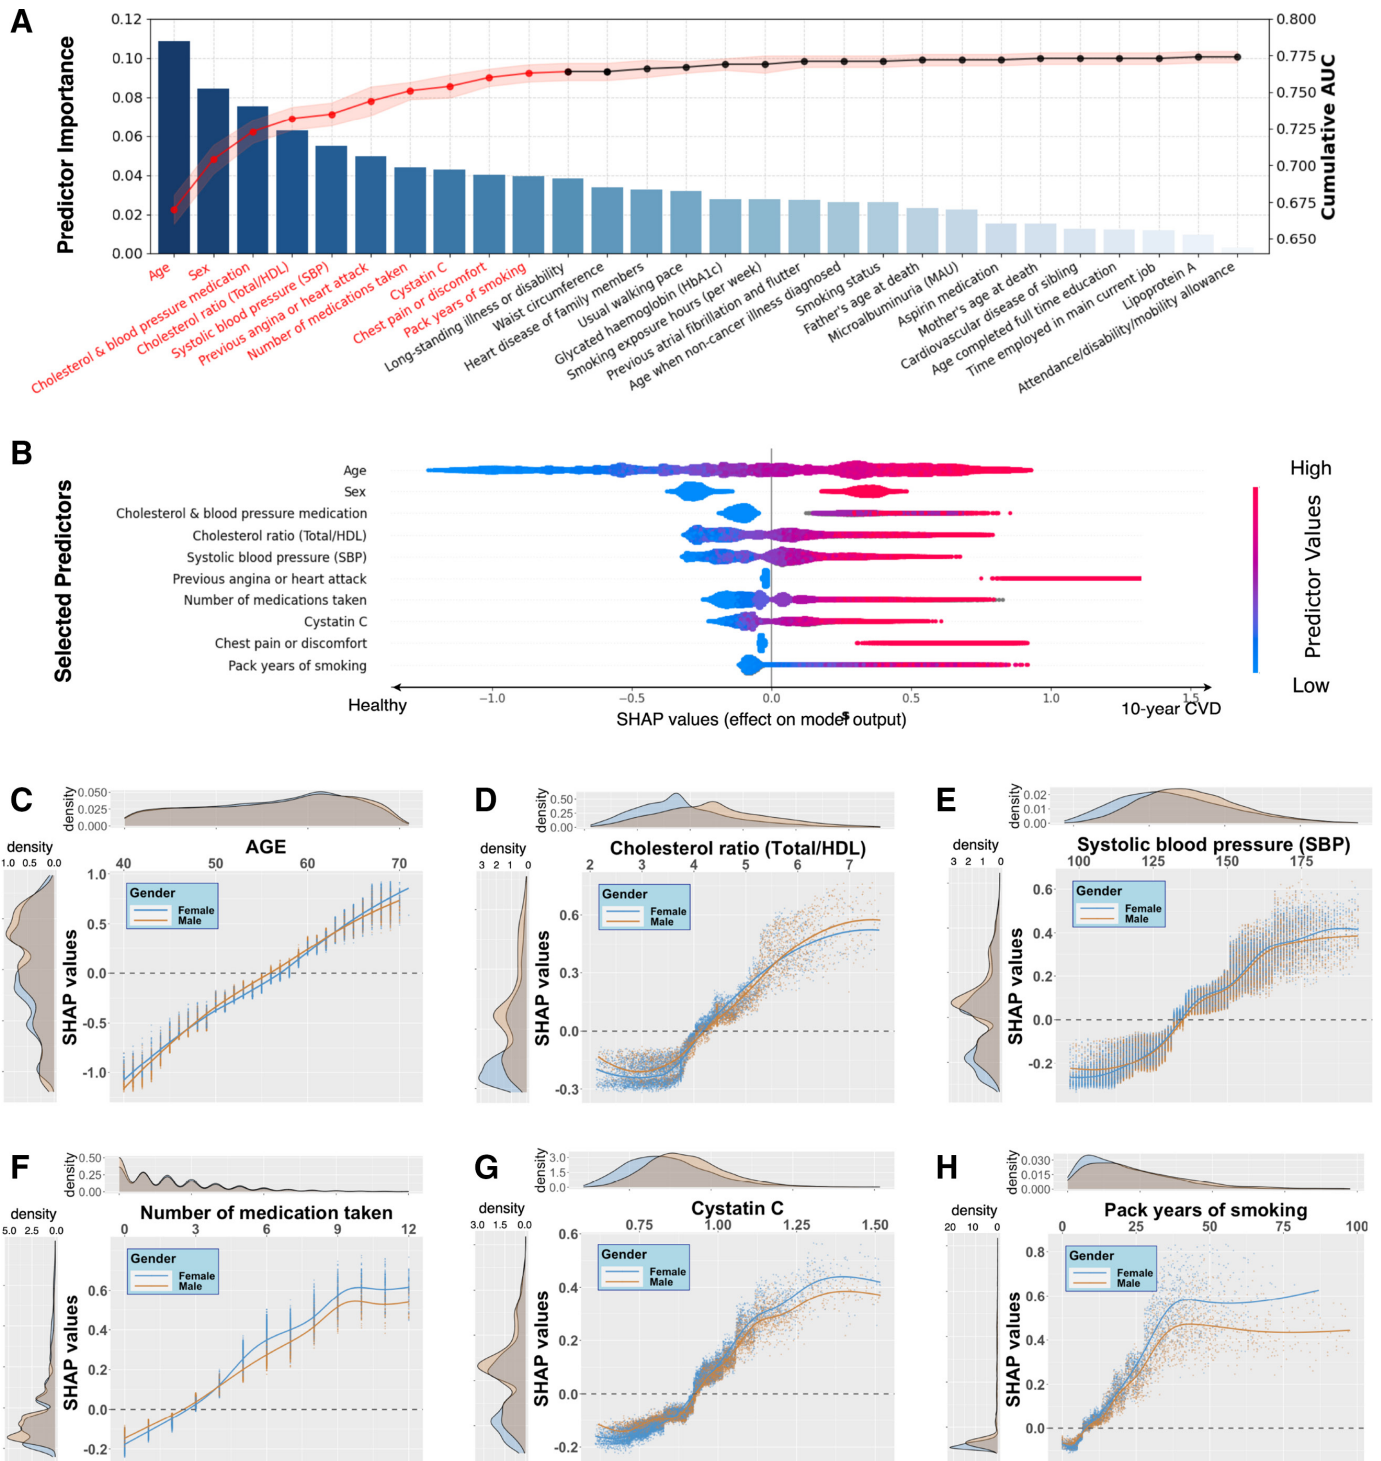 A
Predictor Importance
0.12
0.10
0.08
0.06
0.04
0.02
0.00
0.800
0.775
0.750
0.725
0.700
0.675
0.650
Cumulative AUC
Age
Sex
Cholesterol & blood pressure medication
Cholesterol ratio (Total/HDL)
Systolic blood pressure (SBP)
Previous angina or heart attack
Number of medications taken
Cystatin C
Chest pain or discomfort
Pack years of smoking
Long-standing illness or disability
Waist circumference
Heart disease of family members
Usual walking pace
Glycated haemoglobin (HbA1c)
Smoking exposure hours (per week)
Previous atrial fibrillation and flutter
Age when non-cancer illness diagnosed
Smoking status
Father's age at death
Microalbuminuria (MAU)
Aspirin medication
Mother's age at death
Cardiovascular disease of sibling
Age completed full time education
Time employed in main current job
Lipoprotein A
Attendance/disability/mobility allowance
B
Selected Predictors
Age
Sex
Cholesterol & blood pressure medication
Cholesterol ratio (Total/HDL)
Systolic blood pressure (SBP)
Previous angina or heart attack
Number of medications taken
Cystatin C
Chest pain or discomfort
Pack years of smoking
High
Predictor Values
Low
−1.0 −0.5 0.0 0.5 1.0 1.5
Healthy
SHAP values (effect on model output)
s
10-year CVD
C
density
0.050
0.025
0.000
AGE
density
1.0 0.5 0.0
40 50 60 70
SHAP values
1.0
0.5
0.0
-0.5
-1.0
Gender
Female
Male
D
density
0.50
0.25
0.00
Cholesterol ratio (Total/HDL)
density
3 2 1 0
2 3 4 5 6 7
SHAP values
0.6
0.3
0.0
-0.3
Gender
Female
Male
E
density
0.02
0.01
0.00
Systolic blood pressure (SBP)
density
3 2 1 0
100 125 150 175
SHAP values
0.6
0.4
0.2
0.0
-0.2
Gender
Female
Male
F
density
0.50
0.25
0.00
Number of medication taken
density
5.0 2.5 0.0
0 3 6 9 12
SHAP values
0.6
0.4
0.2
0.0
-0.2
Gender
Female
Male
G
density
3.0
1.5
0.0
Cystatin C
density
3.0 1.5 0.0
0.75 1.00 1.25 1.50
SHAP values
0.6
0.4
0.2
0.0
-0.2
Gender
Female
Male
H
density
0.030
0.015
0.000
Pack years of smoking
density
20 10 0
0 25 50 75 100
SHAP values
0.8
0.6
0.4
0.2
0.0
Gender
Female
Male